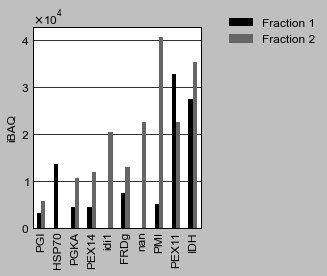 ×10⁴
Fraction 1
Fraction 2
4
3
2
1
0
iBAQ
PGI
HSP70
PGKA
PEX14
idi1
FRDg
nan
PMI
PEX11
IDH